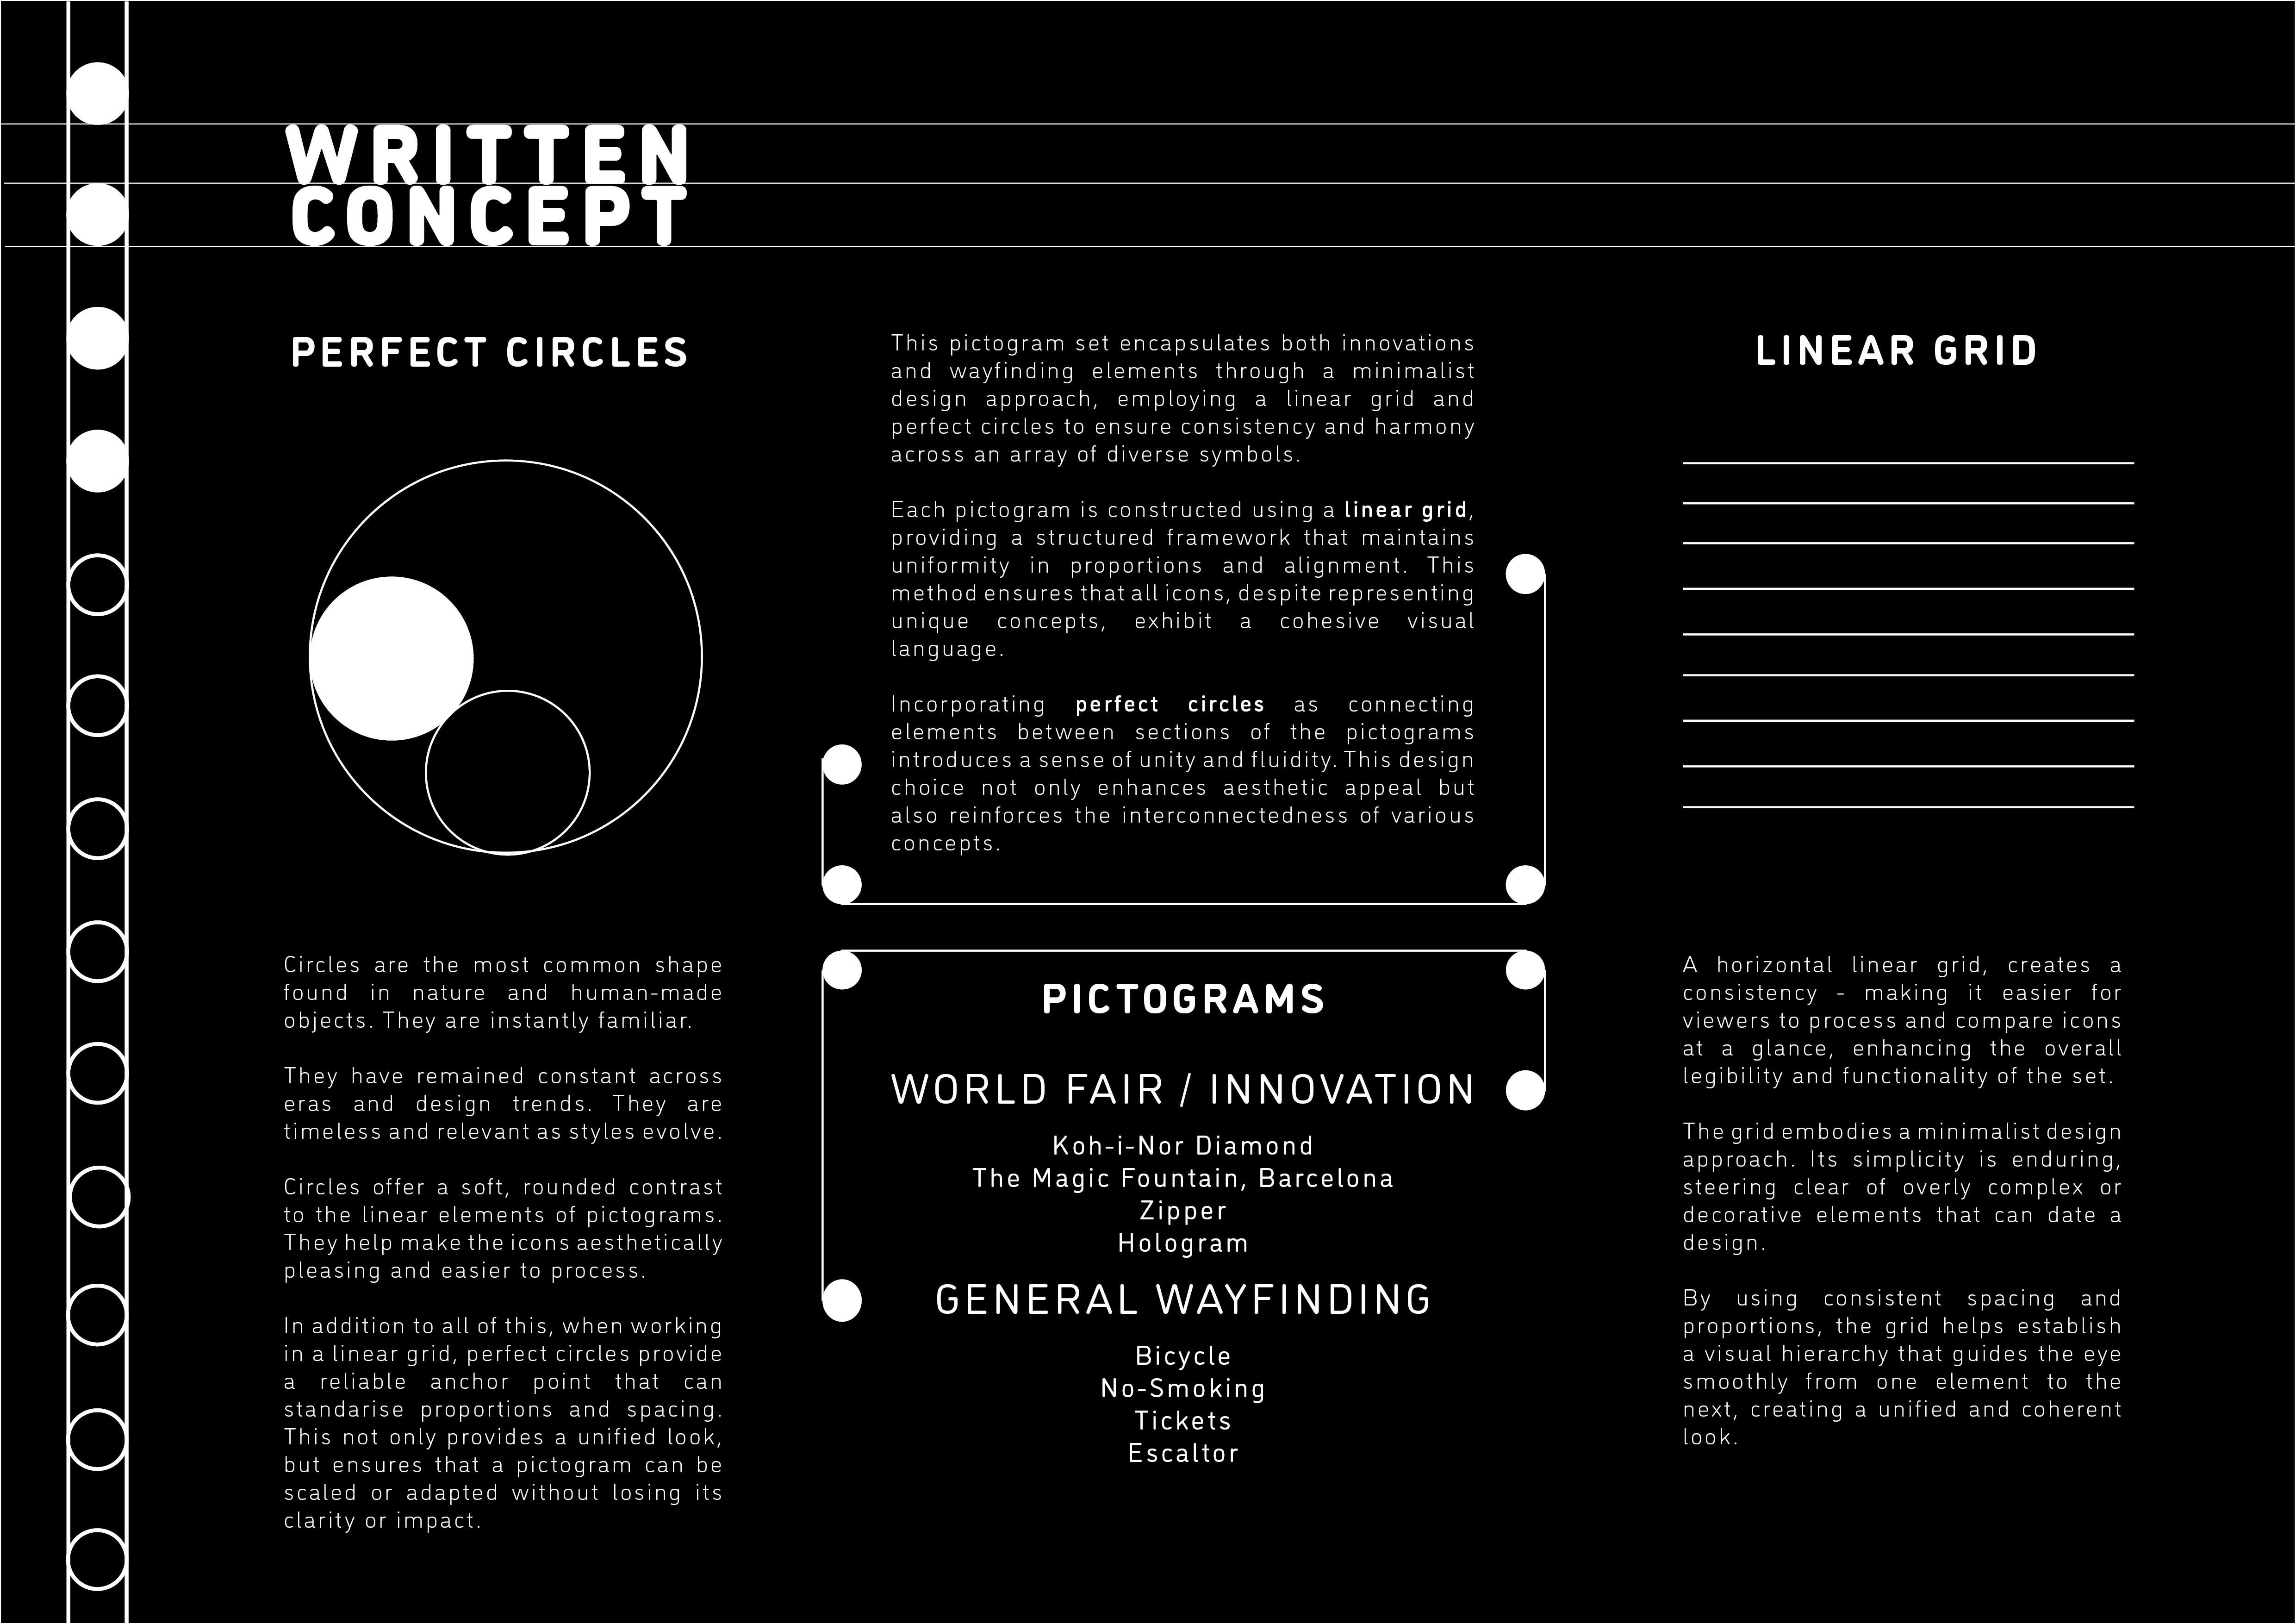 WRITTEN
CONCEPT
PERFECT CIRCLES
Circles are the most common shape
found in nature and human-made
objects. They are instantly familiar.
They have remained constant across
eras and design trends. They are
timeless and relevant as styles evolve.
Circles offer a soft, rounded contrast
to the linear elements of pictograms.
They help make the icons aesthetically
pleasing and easier to process.
In addition to all of this, when working
in a linear grid, perfect circles provide
a reliable anchor point that can
standarise proportions and spacing.
This not only provides a unified look,
but ensures that a pictogram can be
scaled or adapted without losing its
clarity or impact.
This pictogram set encapsulates both innovations
and wayfinding elements through a minimalist
design approach, employing a linear grid and
perfect circles to ensure consistency and harmony
across an array of diverse symbols.
Each pictogram is constructed using a linear grid,
providing a structured framework that maintains
uniformity in proportions and alignment. This
method ensures that all icons, despite representing
unique concepts, exhibit a cohesive visual
language.
Incorporating perfect circles as connecting
elements between sections of the pictograms
introduces a sense of unity and fluidity. This design
choice not only enhances aesthetic appeal but
also reinforces the interconnectedness of various
concepts.
PICTOGRAMS
WORLD FAIR / INNOVATION
Koh-i-Nor Diamond
The Magic Fountain, Barcelona
Zipper
Hologram
GENERAL WAYFINDING
Bicycle
No-Smoking
Tickets
Escaltor
LINEAR GRID
A horizontal linear grid, creates a
consistency - making it easier for
viewers to process and compare icons
at a glance, enhancing the overall
legibility and functionality of the set.
The grid embodies a minimalist design
approach. Its simplicity is enduring,
steering clear of overly complex or
decorative elements that can date a
design.
By using consistent spacing and
proportions, the grid helps establish
a visual hierarchy that guides the eye
smoothly from one element to the
next, creating a unified and coherent
look.